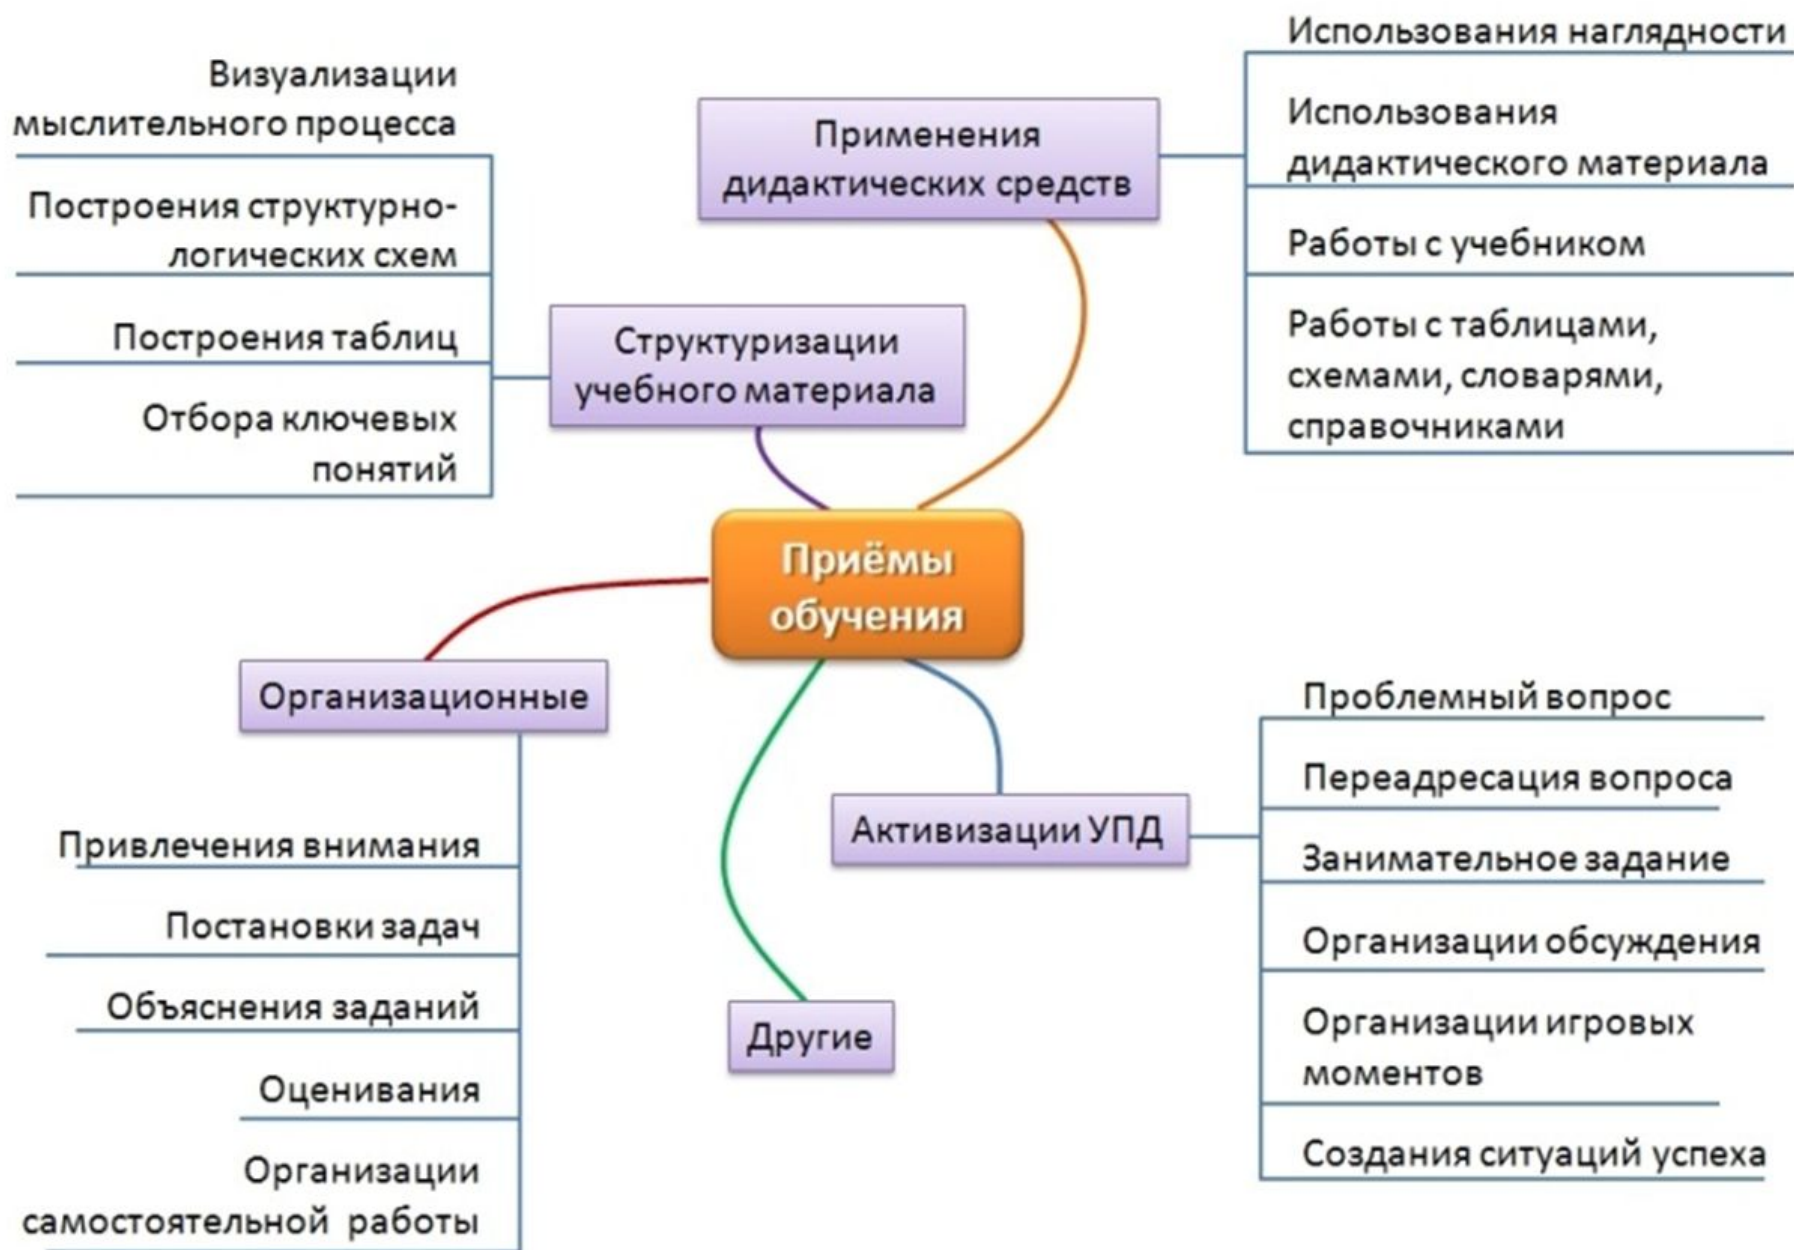 Визуализации
мыслительного процесса
Построения структурно-
логических схем
Построения таблиц
Отбора ключевых
понятий
Структуризации
учебного материала
Применения
дидактических средств
Использования наглядности
Использования
дидактического материала
Работы с учебником
Работы с таблицами,
схемами, словарями,
справочниками
Приёмы
обучения
Организационные
Привлечения внимания
Постановки задач
Объяснения заданий
Оценивания
Организации
самостоятельной работы
Другие
Активизации УПД
Проблемный вопрос
Переадресация вопроса
Занимательное задание
Организации обсуждения
Организации игровых
моментов
Создания ситуаций успеха